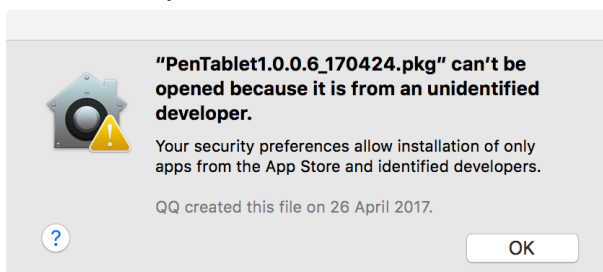 “PenTablet1.0.0.6_170424.pkg” can’t be
opened because it is from an unidentified
developer.
Your security preferences allow installation of only
apps from the App Store and identified developers.
QQ created this file on 26 April 2017.
?
OK